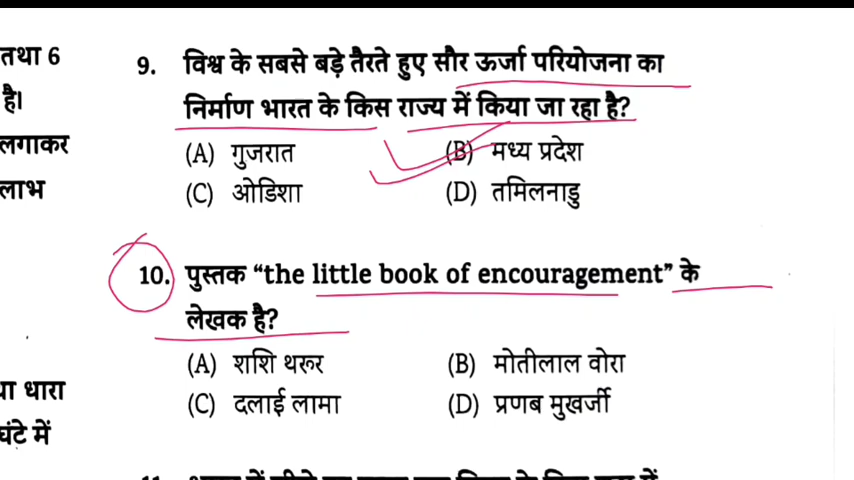 तथा 6
है।
लगाकर
लाभ
या धारा
घंटे में
9. विश्व के सबसे बड़े तैरते हुए सौर ऊर्जा परियोजना का
निर्माण भारत के किस राज्य में किया जा रहा है?
(A) गुजरात (B) मध्य प्रदेश
(C) ओडिशा (D) तमिलनाडु
10. पुस्तक “the little book of encouragement” के
लेखक है?
(A) शशि थरूर (B) मोतीलाल वोरा
(C) दलाई लामा (D) प्रणब मुखर्जी